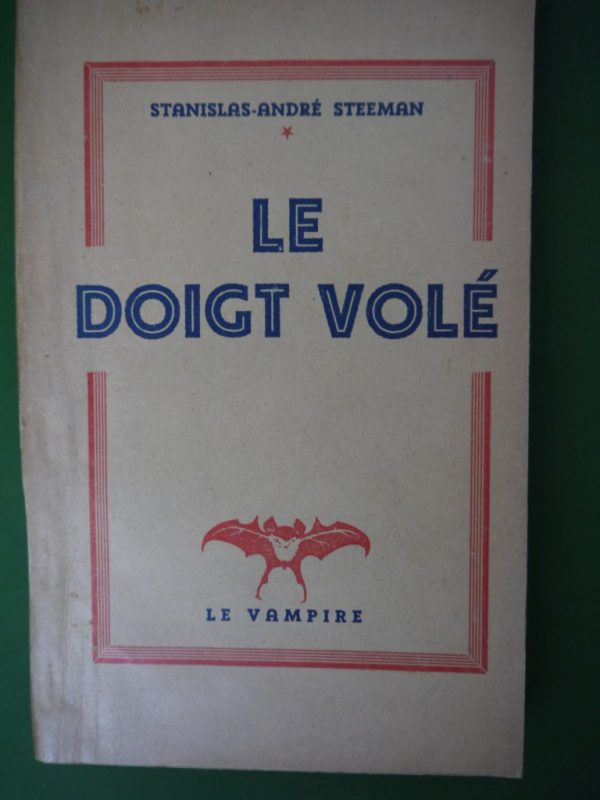 STANISLAS-ANDRÉ STEEMAN
LE
DOIGT VOLÉ
LE VAMPIRE